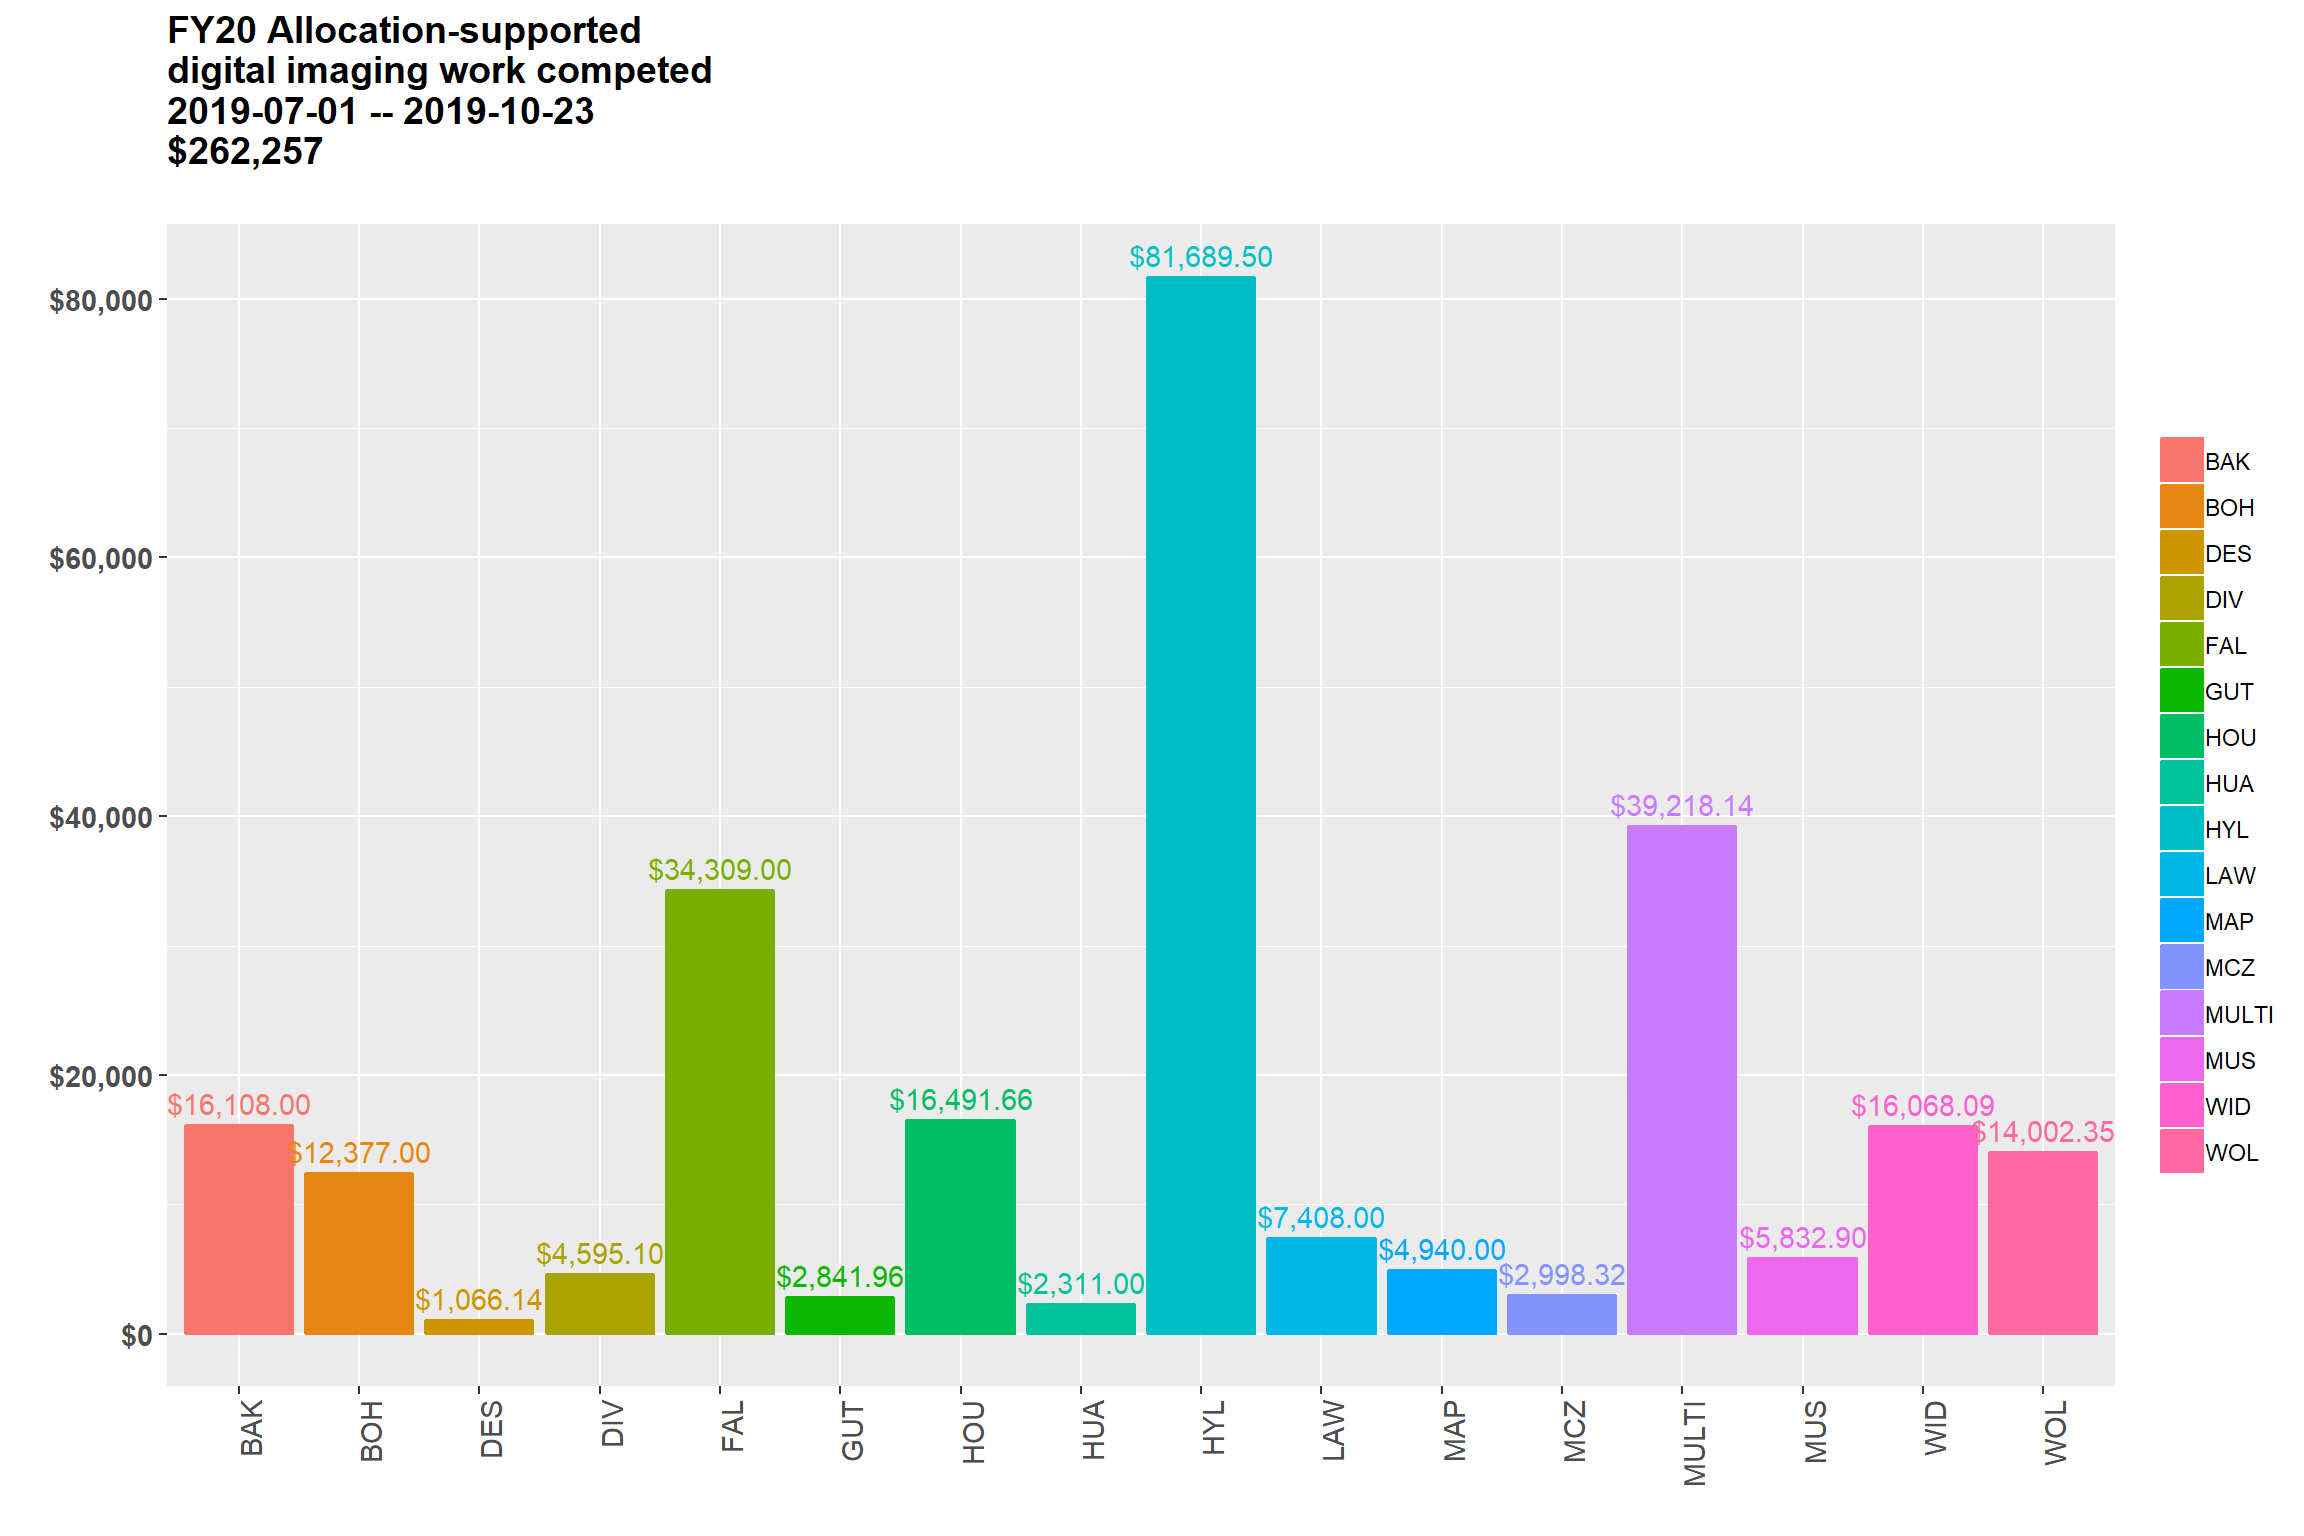 FY20 Allocation-supported
digital imaging work competed
2019-07-01 -- 2019-10-23
$262,257
$80,000
$60,000
$40,000
$20,000
$0
$16,108.00
$12,377.00
$1,066.14
$4,595.10
$34,309.00
$2,841.96
$16,491.66
$2,311.00
$81,689.50
$7,408.00
$4,940.00
$2,998.32
$39,218.14
$5,832.90
$16,068.09
$14,002.35
BAK
BOH
DES
DIV
FAL
GUT
HOU
HUA
HYL
LAW
MAP
MCZ
MULTI
MUS
WID
WOL
BAK
BOH
DES
DIV
FAL
GUT
HOU
HUA
HYL
LAW
MAP
MCZ
MULTI
MUS
WID
WOL